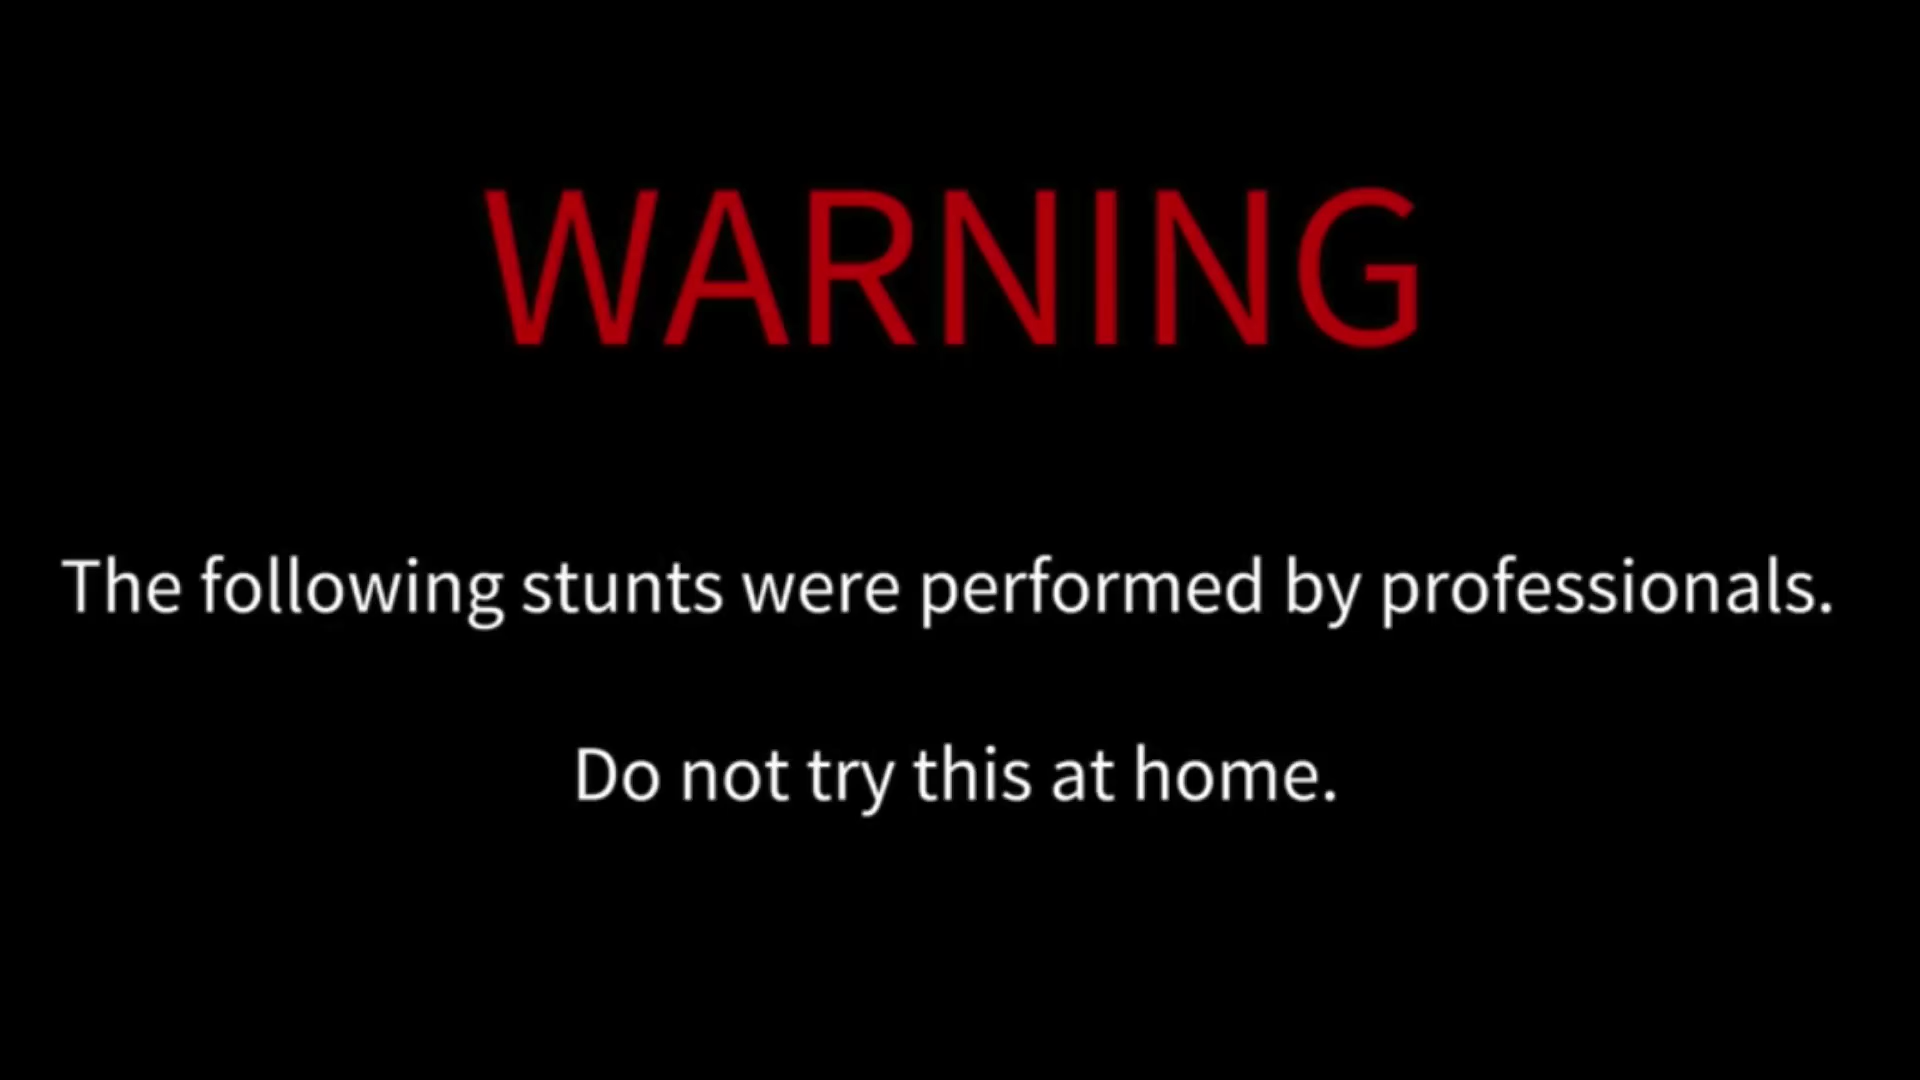 WARNING
The following stunts were performed by professionals.
Do not try this at home.